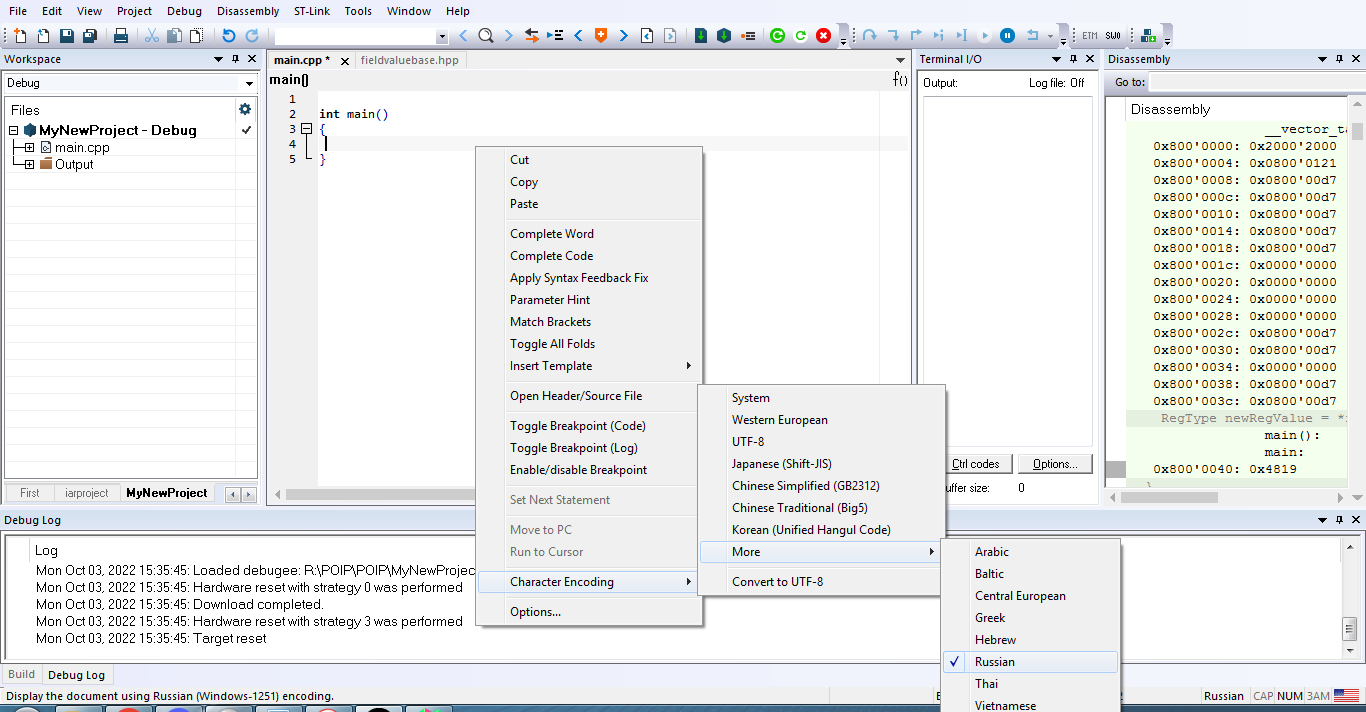 File Edit View Project Debug Disassembly ST-Link Tools Window Help
ETM SWO
Workspace
Debug
Files
MyNewProject - Debug
main.cpp
Output
First iarproject MyNewProject
main.cpp * fieldvaluebase.hpp
main() f()
1
2 int main()
3 {
4
5 }
Cut
Copy
Paste
Complete Word
Complete Code
Apply Syntax Feedback Fix
Parameter Hint
Match Brackets
Toggle All Folds
Insert Template
Open Header/Source File
Toggle Breakpoint (Code)
Toggle Breakpoint (Log)
Enable/disable Breakpoint
Set Next Statement
Move to PC
Run to Cursor
Character Encoding
Options...
System
Western European
UTF-8
Japanese (Shift-JIS)
Chinese Simplified (GB2312)
Chinese Traditional (Big5)
Korean (Unified Hangul Code)
More
Convert to UTF-8
Arabic
Baltic
Central European
Greek
Hebrew
Russian
Thai
Vietnamese
Terminal I/O
Output: Log file: Off
Ctrl codes Options...
size: 0
Disassembly
Go to:
Disassembly
0x800'0000: 0x2000'2000
0x800'0004: 0x0800'0121
0x800'0008: 0x0800'00d7
0x800'000c: 0x0800'00d7
0x800'0010: 0x0800'00d7
0x800'0014: 0x0800'00d7
0x800'0018: 0x0800'00d7
0x800'001c: 0x0000'0000
0x800'0020: 0x0000'0000
0x800'0024: 0x0000'0000
0x800'0028: 0x0000'0000
0x800'002c: 0x0800'00d7
0x800'0030: 0x0800'00d7
0x800'0034: 0x0000'0000
0x800'0038: 0x0800'00d7
0x800'003c: 0x0800'00d7
RegType newRegValue =
main():
main:
0x800'0040: 0x4819
Debug Log
Log
Mon Oct 03, 2022 15:35:45: Loaded debugee: R:\POIP\POIP\MyNewProjec
Mon Oct 03, 2022 15:35:45: Hardware reset with strategy 0 was performed
Mon Oct 03, 2022 15:35:45: Download completed.
Mon Oct 03, 2022 15:35:45: Hardware reset with strategy 3 was performed
Mon Oct 03, 2022 15:35:45: Target reset
Build Debug Log
Display the document using Russian (Windows-1251) encoding.
Russian CAP NUM ЗАМ